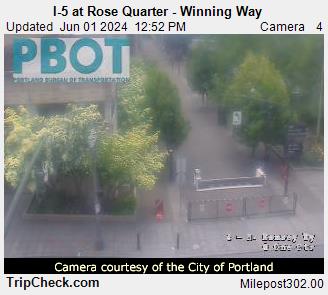 I-5 at Rose Quarter - Winning Way
Updated Jun 01 2024 12:52 PM Camera 4
PBOT
PORTLAND BUREAU OF TRANSPORTATION
Camera courtesy of the City of Portland
TripCheck.com Milepost302.00